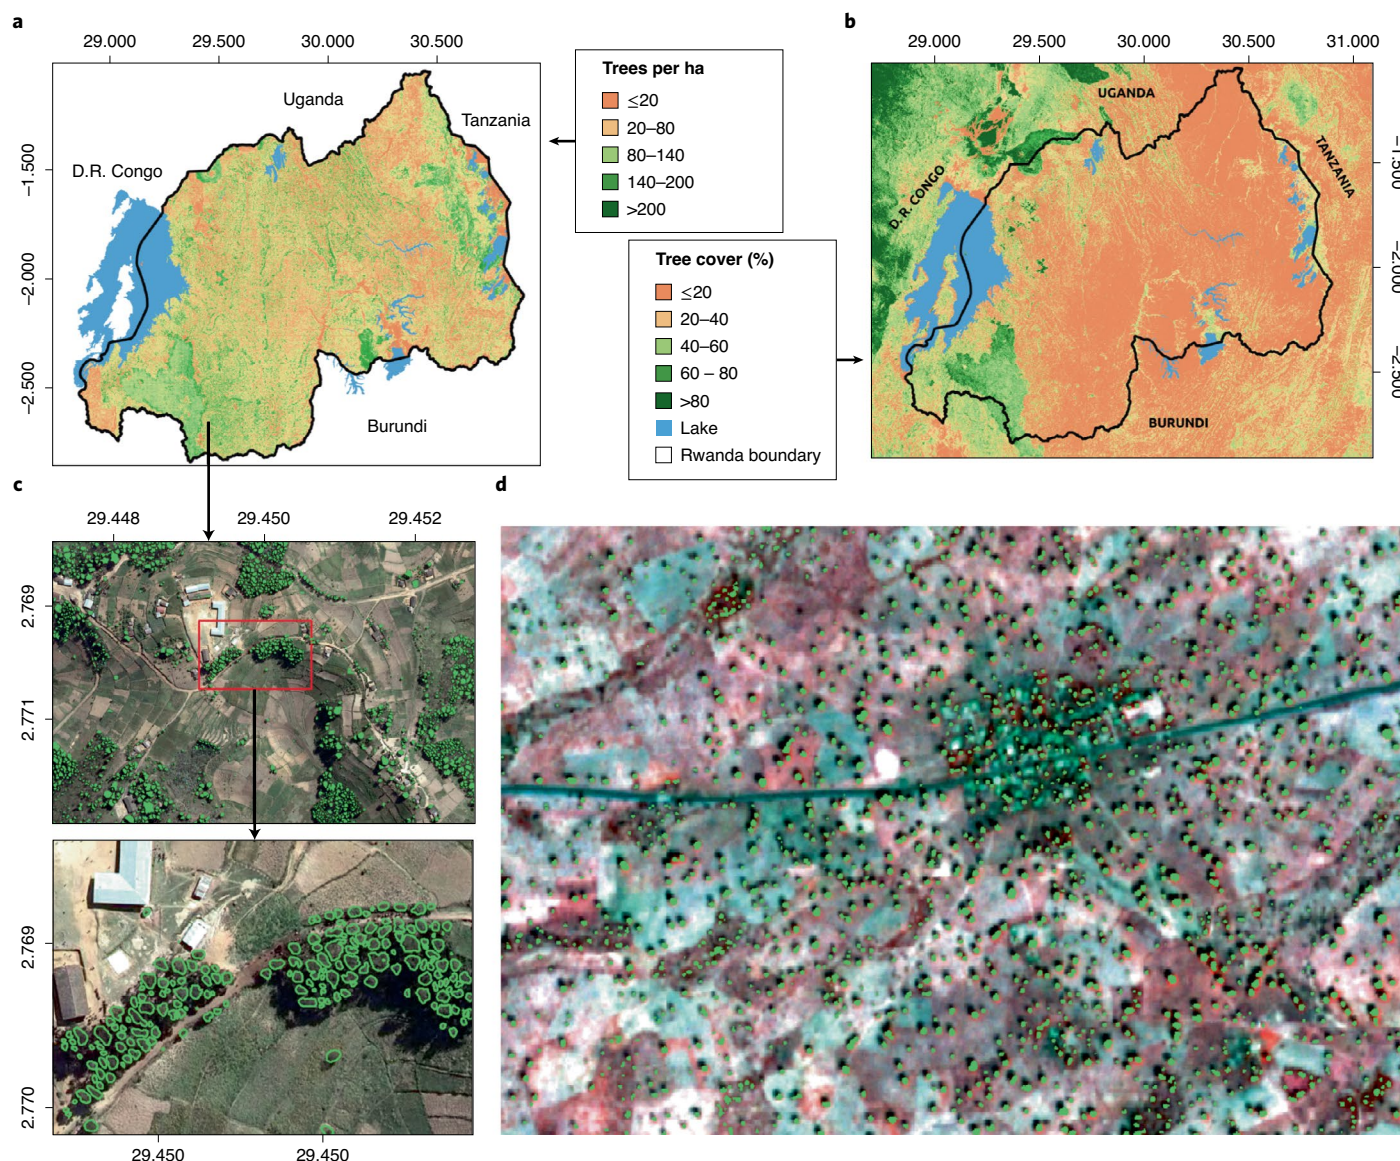 a
29.000 29.500 30.000 30.500
−1.500
−2.000
−2.500
Uganda
Tanzania
D.R. Congo
Burundi
Trees per ha
≤20
20–80
80–140
140–200
>200
Tree cover (%)
≤20
20–40
40–60
60 – 80
>80
Lake
Rwanda boundary
b
29.000 29.500 30.000 30.500 31.000
−1.500
−2.000
−2.500
UGANDA
TANZANIA
D. R. CONGO
BURUNDI
c
29.448 29.450 29.452
2.769
2.771
2.769
2.770
29.450 29.450
d